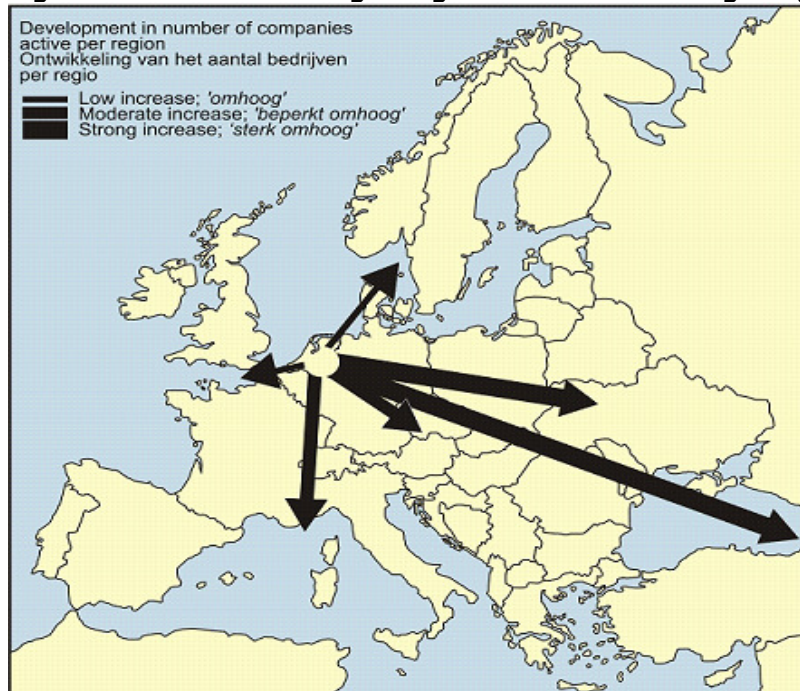 Development in number of companies
active per region
Ontwikkeling van het aantal bedrijven
per regio
Low increase; 'omhoog'
Moderate increase; 'beperkt omhoog'
Strong increase; 'sterk omhoog'